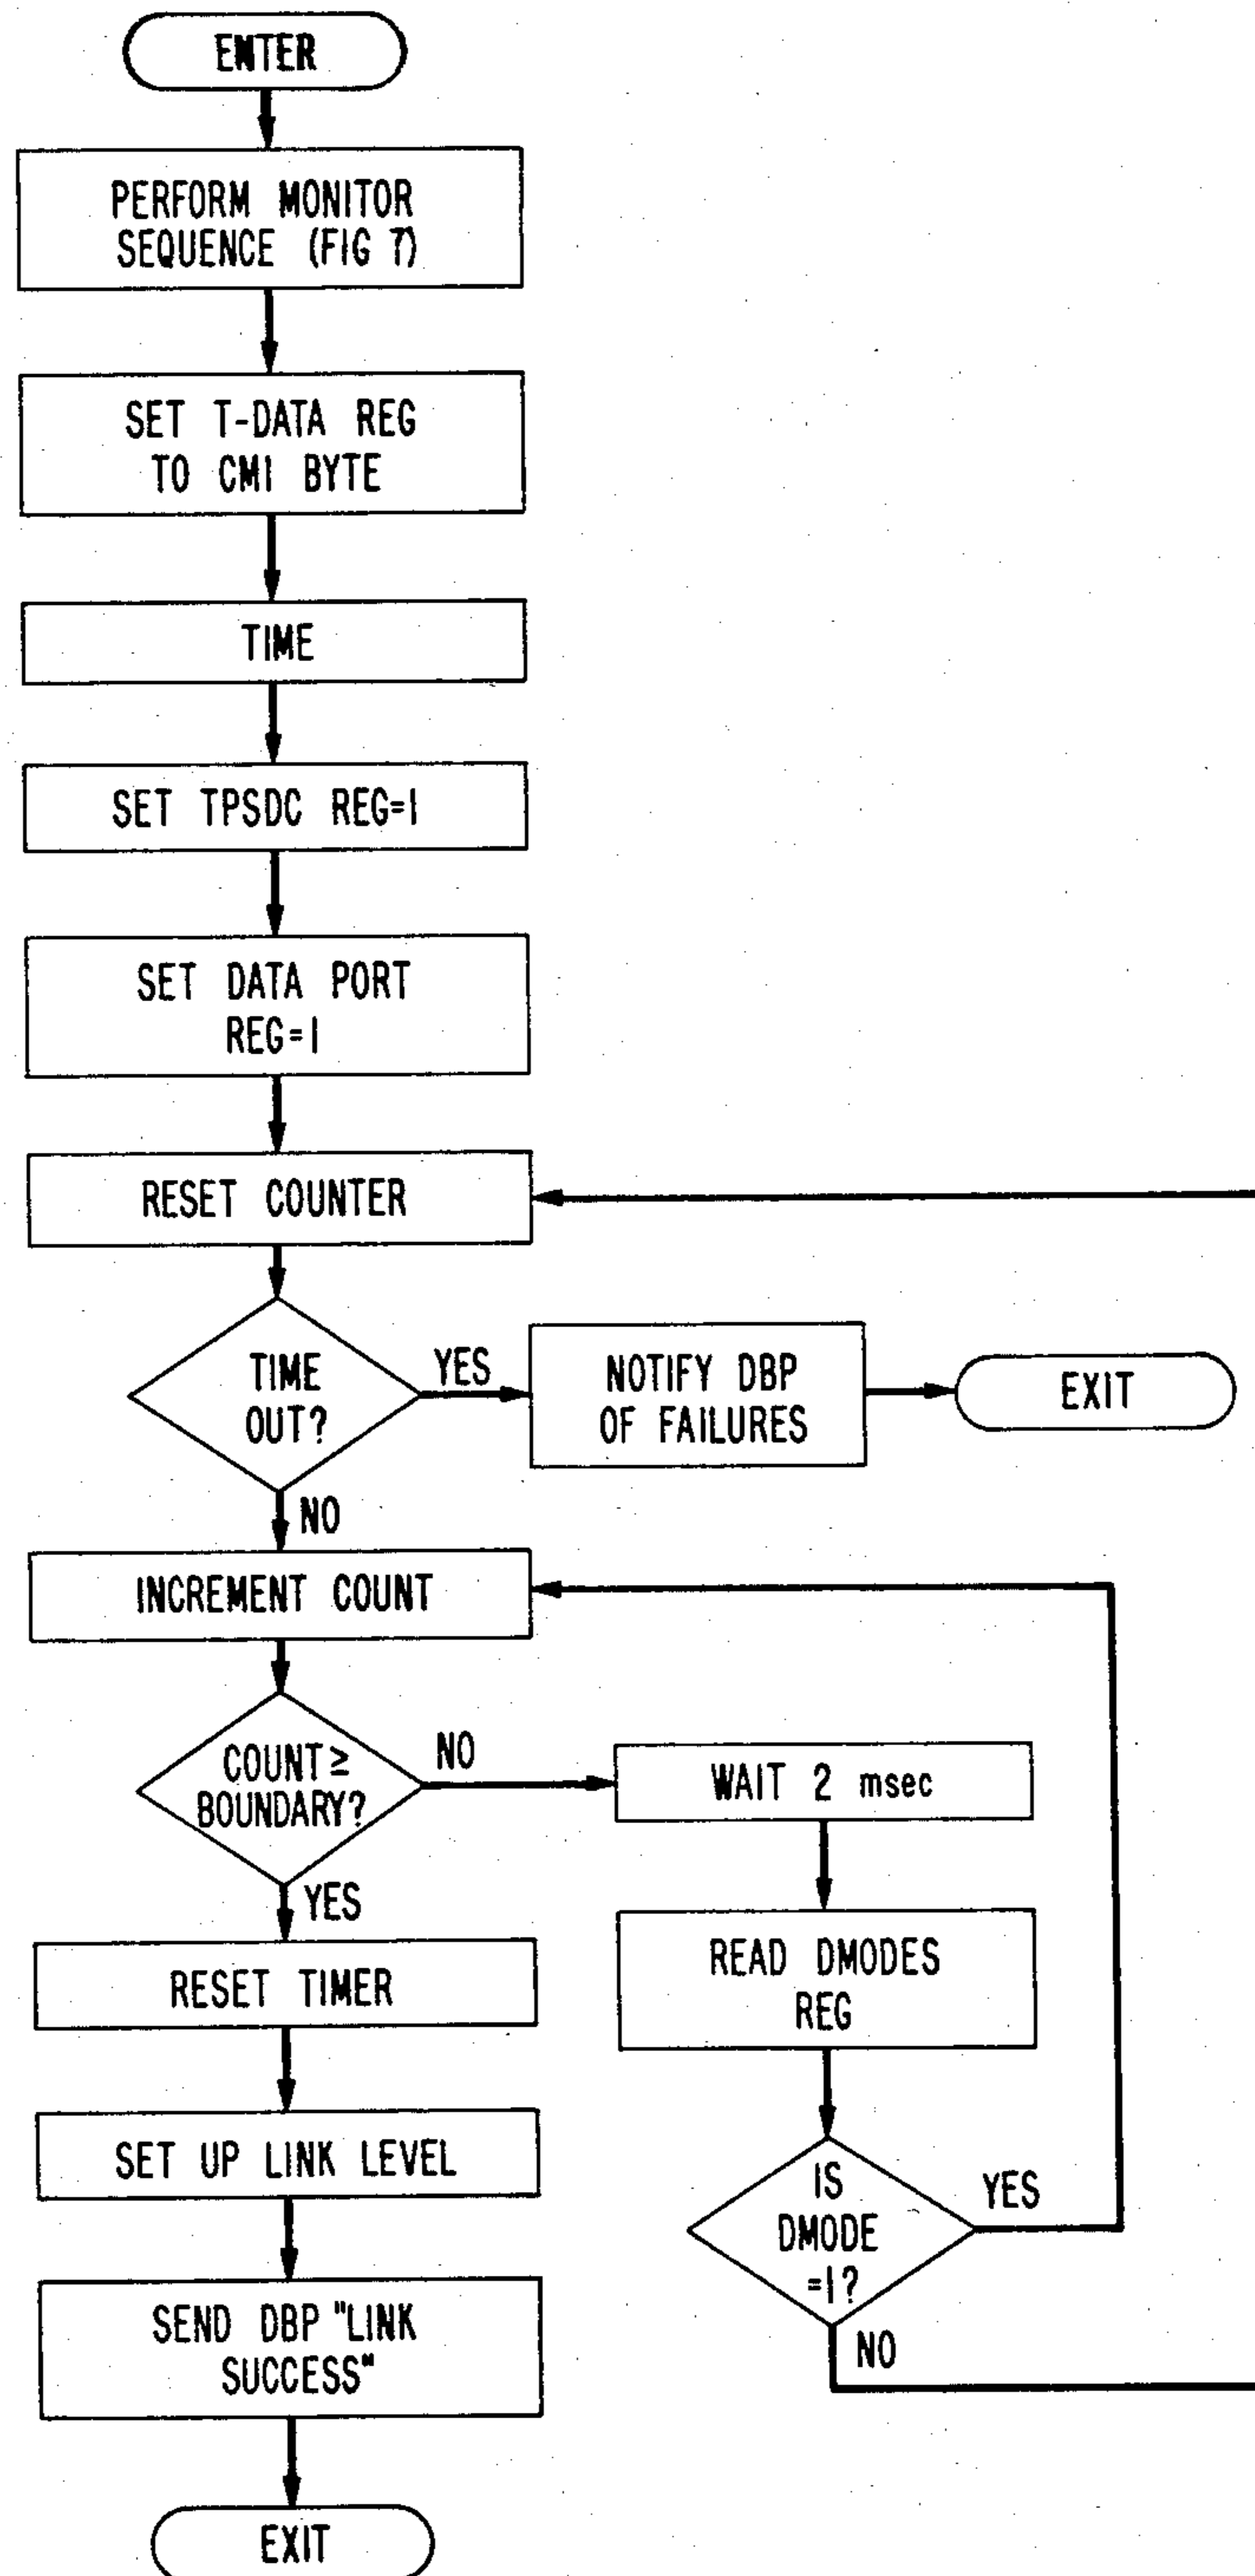 ENTER
PERFORM MONITOR
SEQUENCE (FIG 7)
SET T-DATA REG
TO CMI BYTE
TIME
SET TPSDC REG=1
SET DATA PORT
REG=1
RESET COUNTER
TIME
OUT?
YES
NOTIFY DBP
OF FAILURES
EXIT
NO
INCREMENT COUNT
COUNT ≥
BOUNDARY?
NO
WAIT 2 msec
YES
READ DMODES
REG
RESET TIMER
IS
DMODE
=1?
YES
SET UP LINK LEVEL
NO
SEND DBP "LINK
SUCCESS"
EXIT